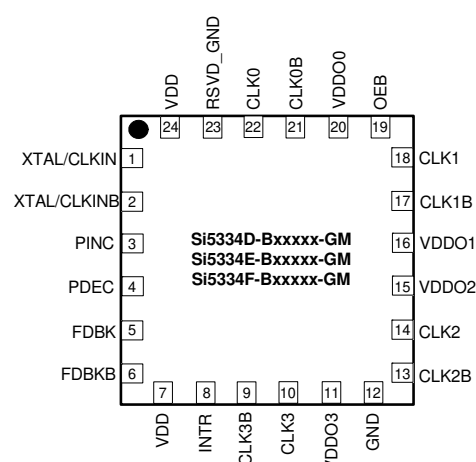 VDD
RSVD_GND
CLK0
CLK0B
VDDO0
OEB
24
23
22
21
20
19
XTAL/CLKIN 1
18 CLK1
XTAL/CLKINB 2
17 CLK1B
PINC 3
Si5334D-Bxxxxx-GM
16 VDDO1
Si5334E-Bxxxxx-GM
PDEC 4
Si5334F-Bxxxxx-GM
15 VDDO2
FDBK 5
14 CLK2
FDBKB 6
13 CLK2B
7
8
9
10
11
12
VDD
INTR
CLK3B
CLK3
VDDO3
GND